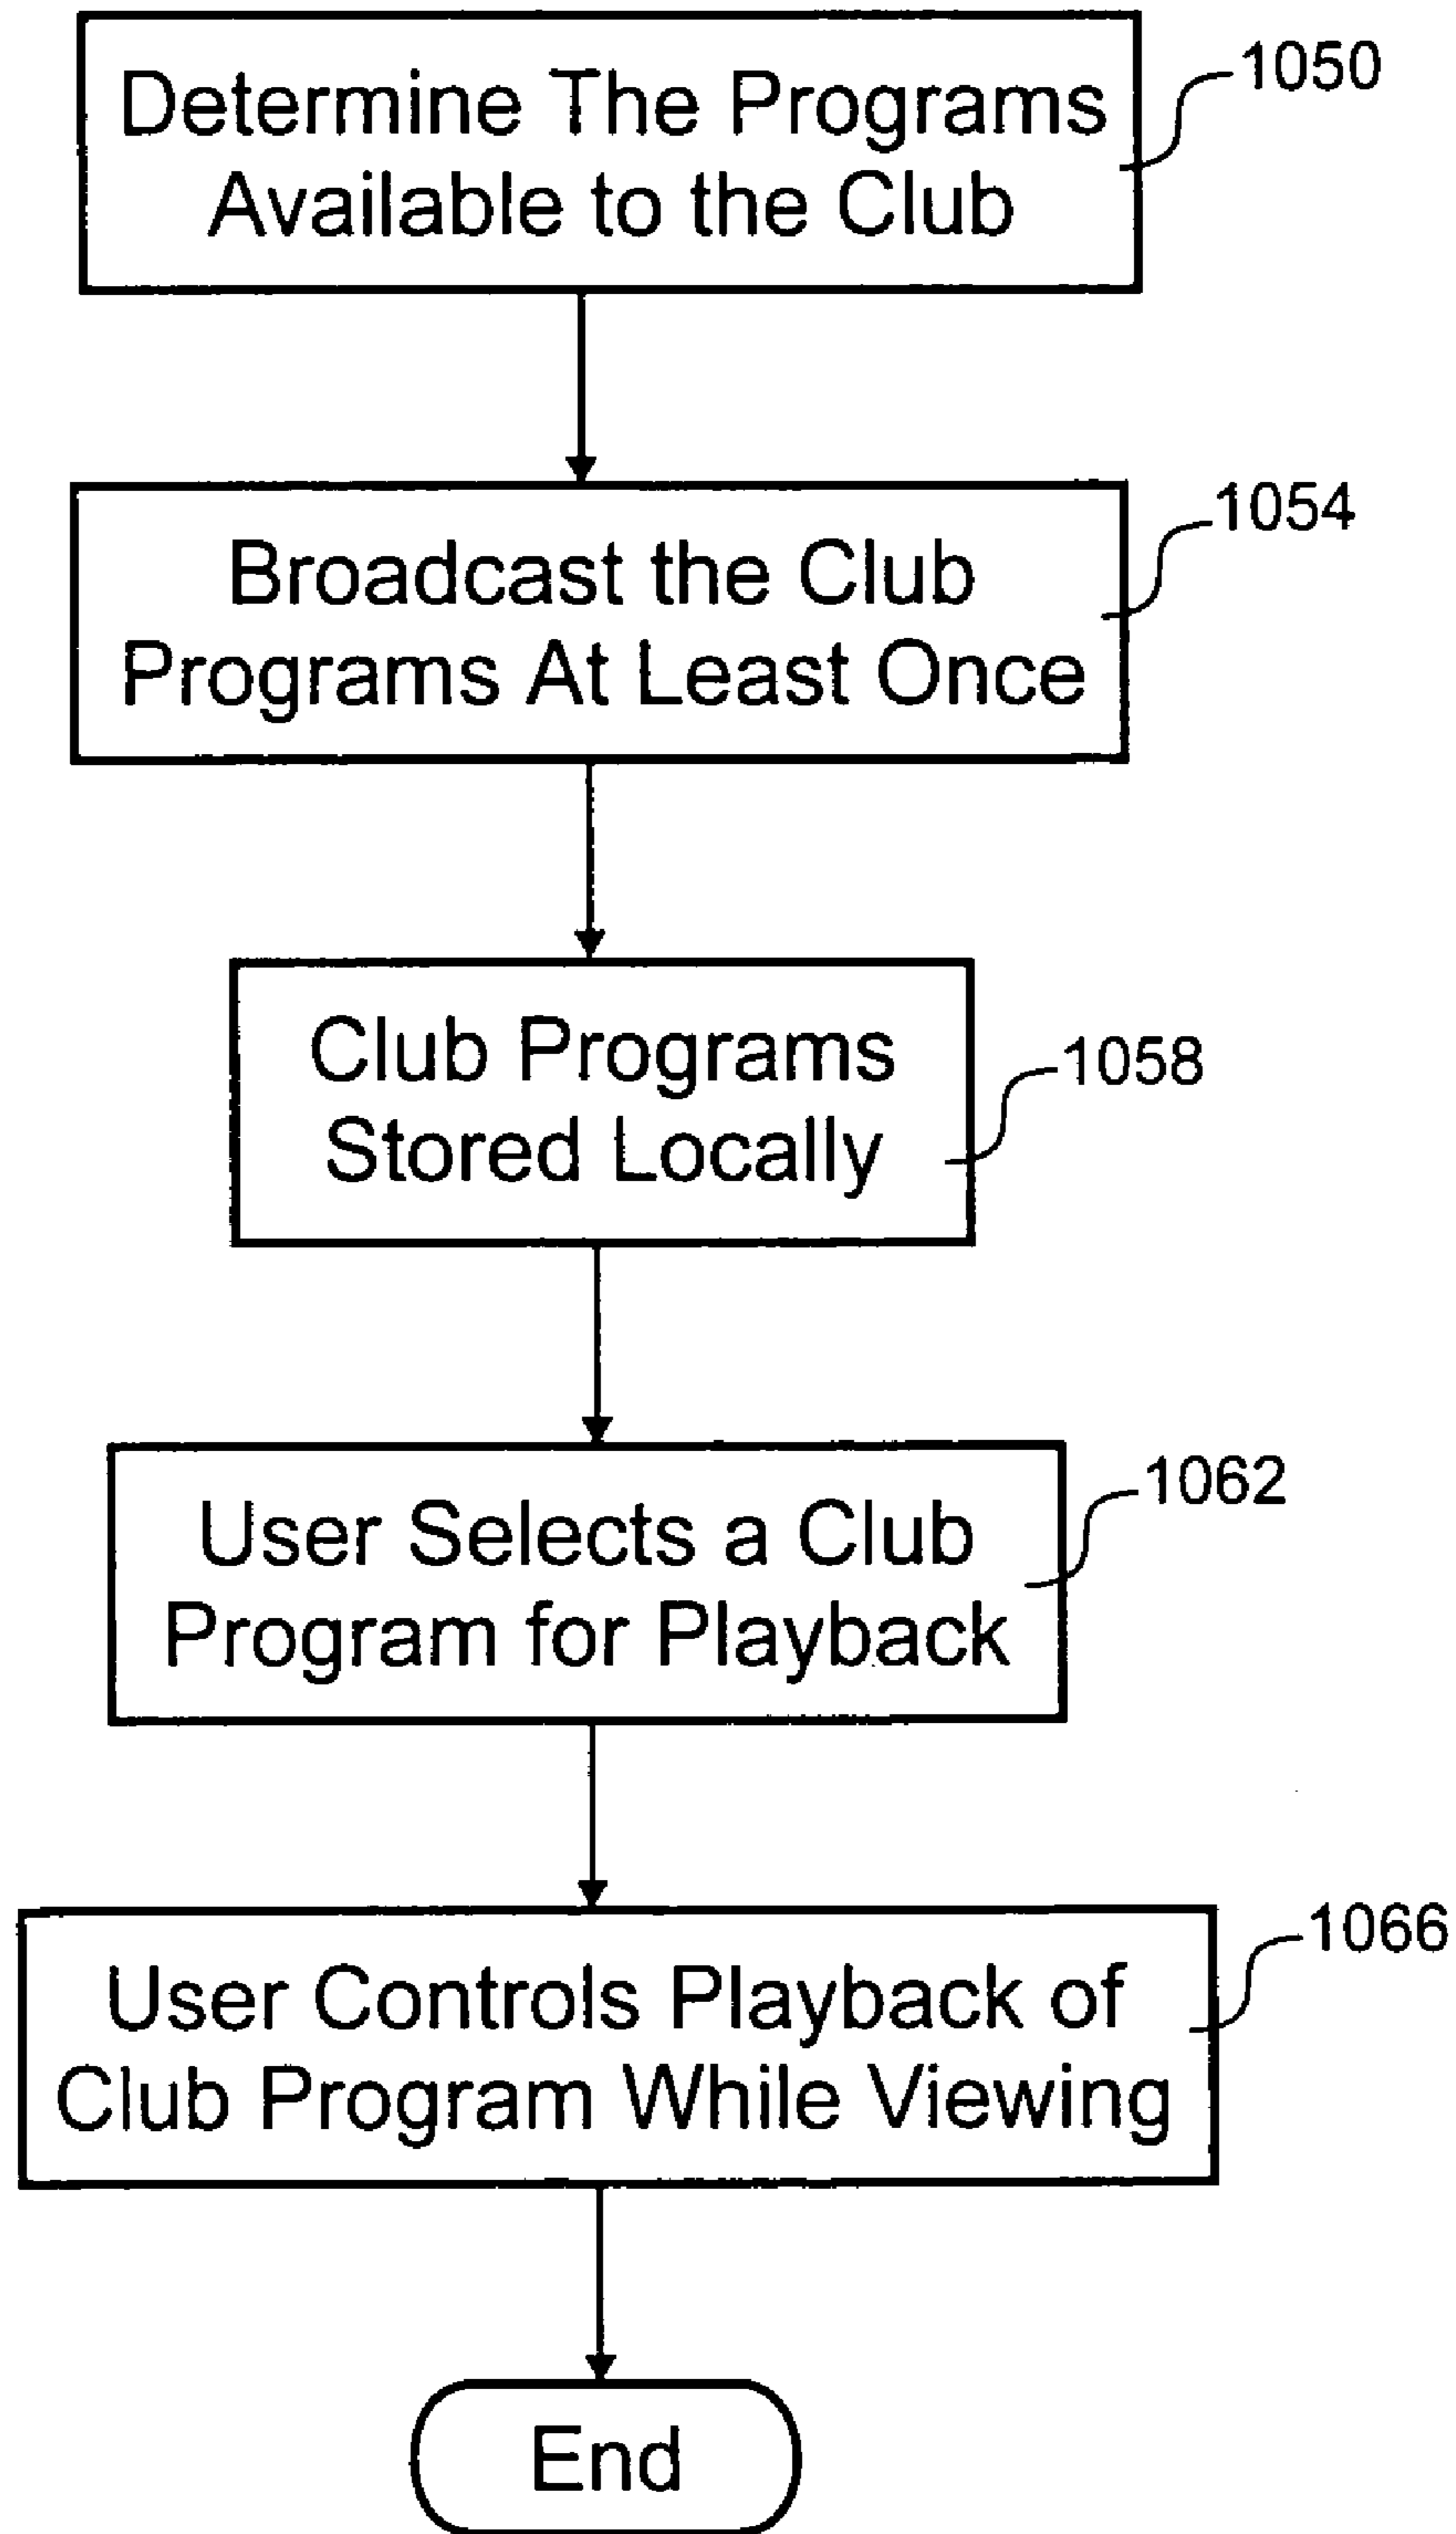 Determine The Programs
Available to the Club
1050
Broadcast the Club
Programs At Least Once
1054
Club Programs
Stored Locally
1058
User Selects a Club
Program for Playback
1062
User Controls Playback of
Club Program While Viewing
1066
End